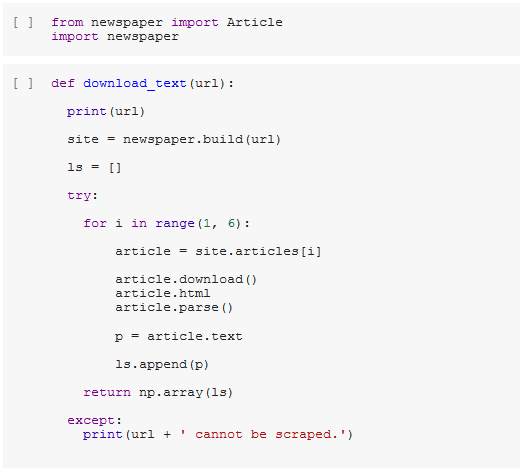 [ ] from newspaper import Article
import newspaper
[ ] def download_text(url):
print(url)
site = newspaper.build(url)
ls = []
try:
for i in range(1, 6):
article = site.articles[i]
article.download()
article.html
article.parse()
p = article.text
ls.append(p)
return np.array(ls)
except:
print(url + ' cannot be scraped.')